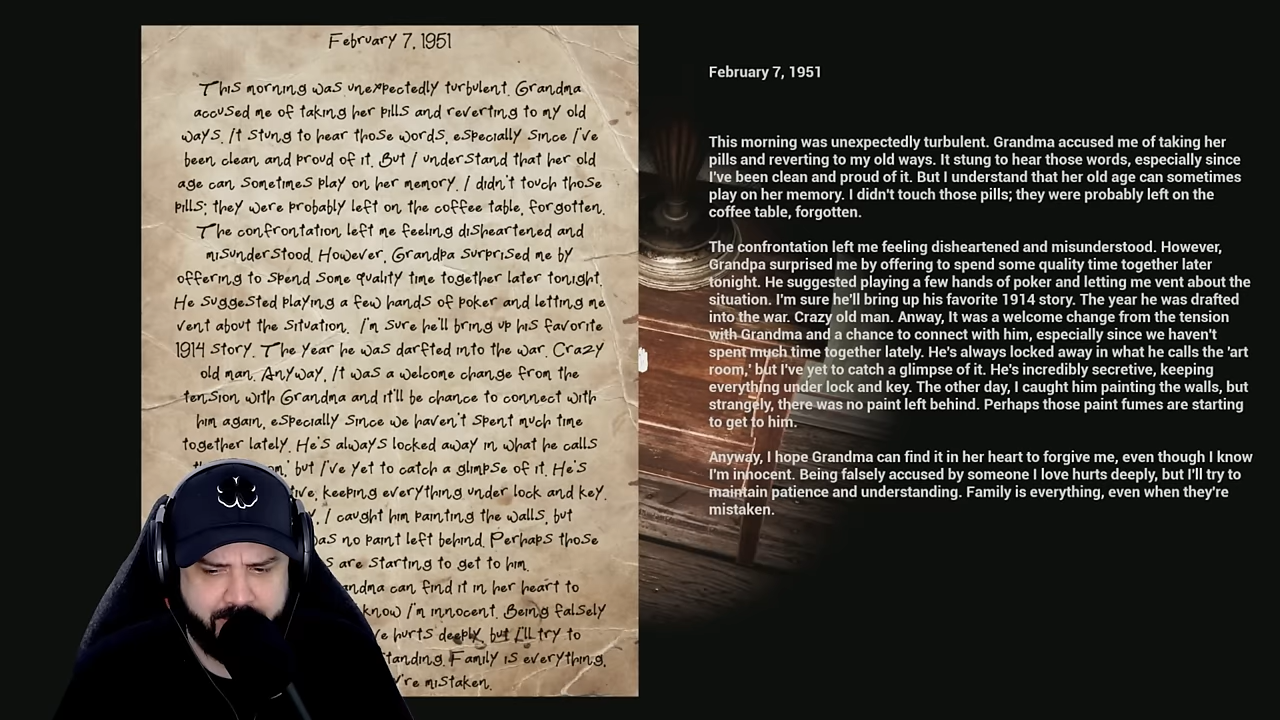 February 7, 1951
This morning was unexpectedly turbulent. Grandma
accused me of taking her pills and reverting to my old
ways. It stung to hear those words, especially since I've
been clean and proud of it. But I understand that her old
age can sometimes play on her memory. I didn't touch those
pills; they were probably left on the coffee table, forgotten.
The confrontation left me feeling disheartened and
misunderstood. However, Grandpa surprised me by
offering to spend some quality time together later tonight.
He suggested playing a few hands of poker and letting me
vent about the situation. I'm sure he'll bring up his favorite
1914 story. The year he was darfted into the war. Crazy
old man. Anyway, It was a welcome change from the
tension with Grandma and it'll be chance to connect with
him again, especially since we haven't spent much time
together lately. He's always locked away in what he calls
but I've yet to catch a glimpse of it. He's
keeping everything under lock and key.
I caught him painting the walls, but
no paint left behind. Perhaps those
are starting to get to him.
can find it in her heart to
know I'm innocent. Being falsely
hurts deeply, but I'll try to
Family is everything,
mistaken.
February 7, 1951
This morning was unexpectedly turbulent. Grandma accused me of taking her
pills and reverting to my old ways. It stung to hear those words, especially since
I've been clean and proud of it. But I understand that her old age can sometimes
play on her memory. I didn't touch those pills; they were probably left on the
coffee table, forgotten.
The confrontation left me feeling disheartened and misunderstood. However,
Grandpa surprised me by offering to spend some quality time together later
tonight. He suggested playing a few hands of poker and letting me vent about the
situation. I'm sure he'll bring up his favorite 1914 story. The year he was drafted
into the war. Crazy old man. Anway, It was a welcome change from the tension
with Grandma and a chance to connect with him, especially since we haven't
spent much time together lately. He's always locked away in what he calls the 'art
room,' but I've yet to catch a glimpse of it. He's incredibly secretive, keeping
everything under lock and key. The other day, I caught him painting the walls, but
strangely, there was no paint left behind. Perhaps those paint fumes are starting
to get to him.
Anyway, I hope Grandma can find it in her heart to forgive me, even though I know
I'm innocent. Being falsely accused by someone I love hurts deeply, but I'll try to
maintain patience and understanding. Family is everything, even when they're
mistaken.